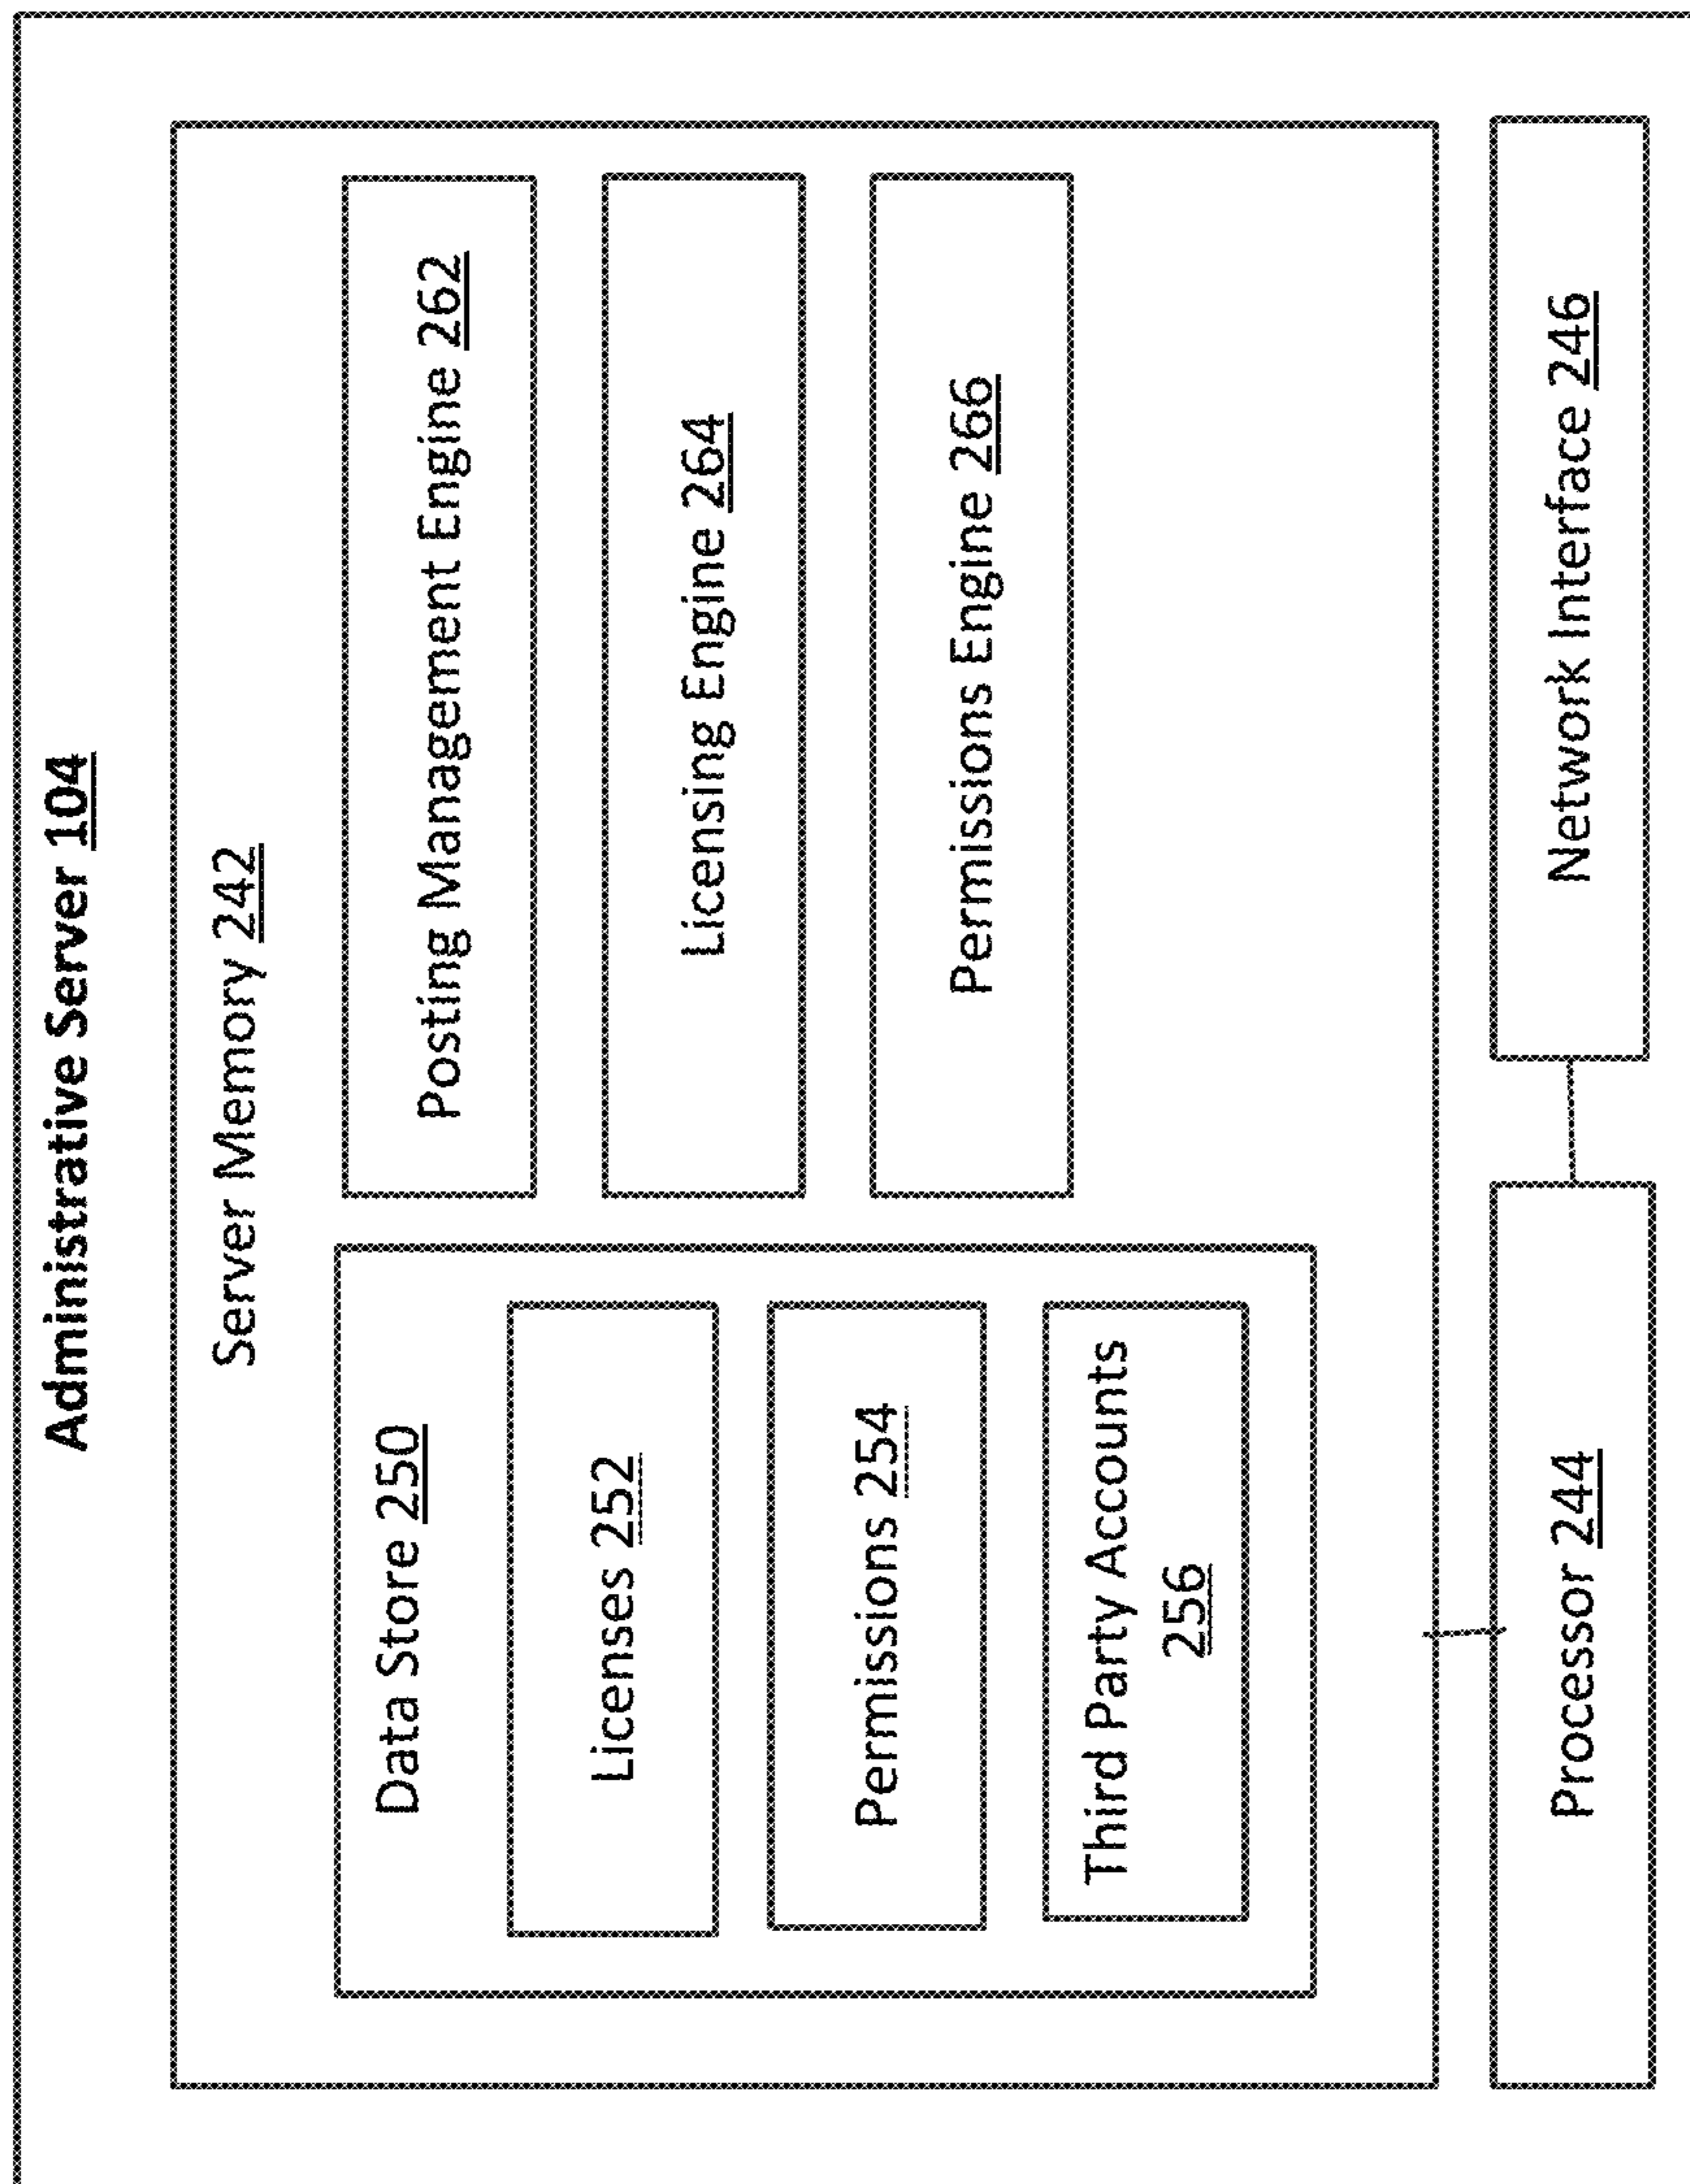 Administrative Server 104
Server Memory 242
Data Store 250
Licenses 252
Permissions 254
Third Party Accounts
256
Posting Management Engine 262
Licensing Engine 264
Permissions Engine 266
Processor 244
Network Interface 246